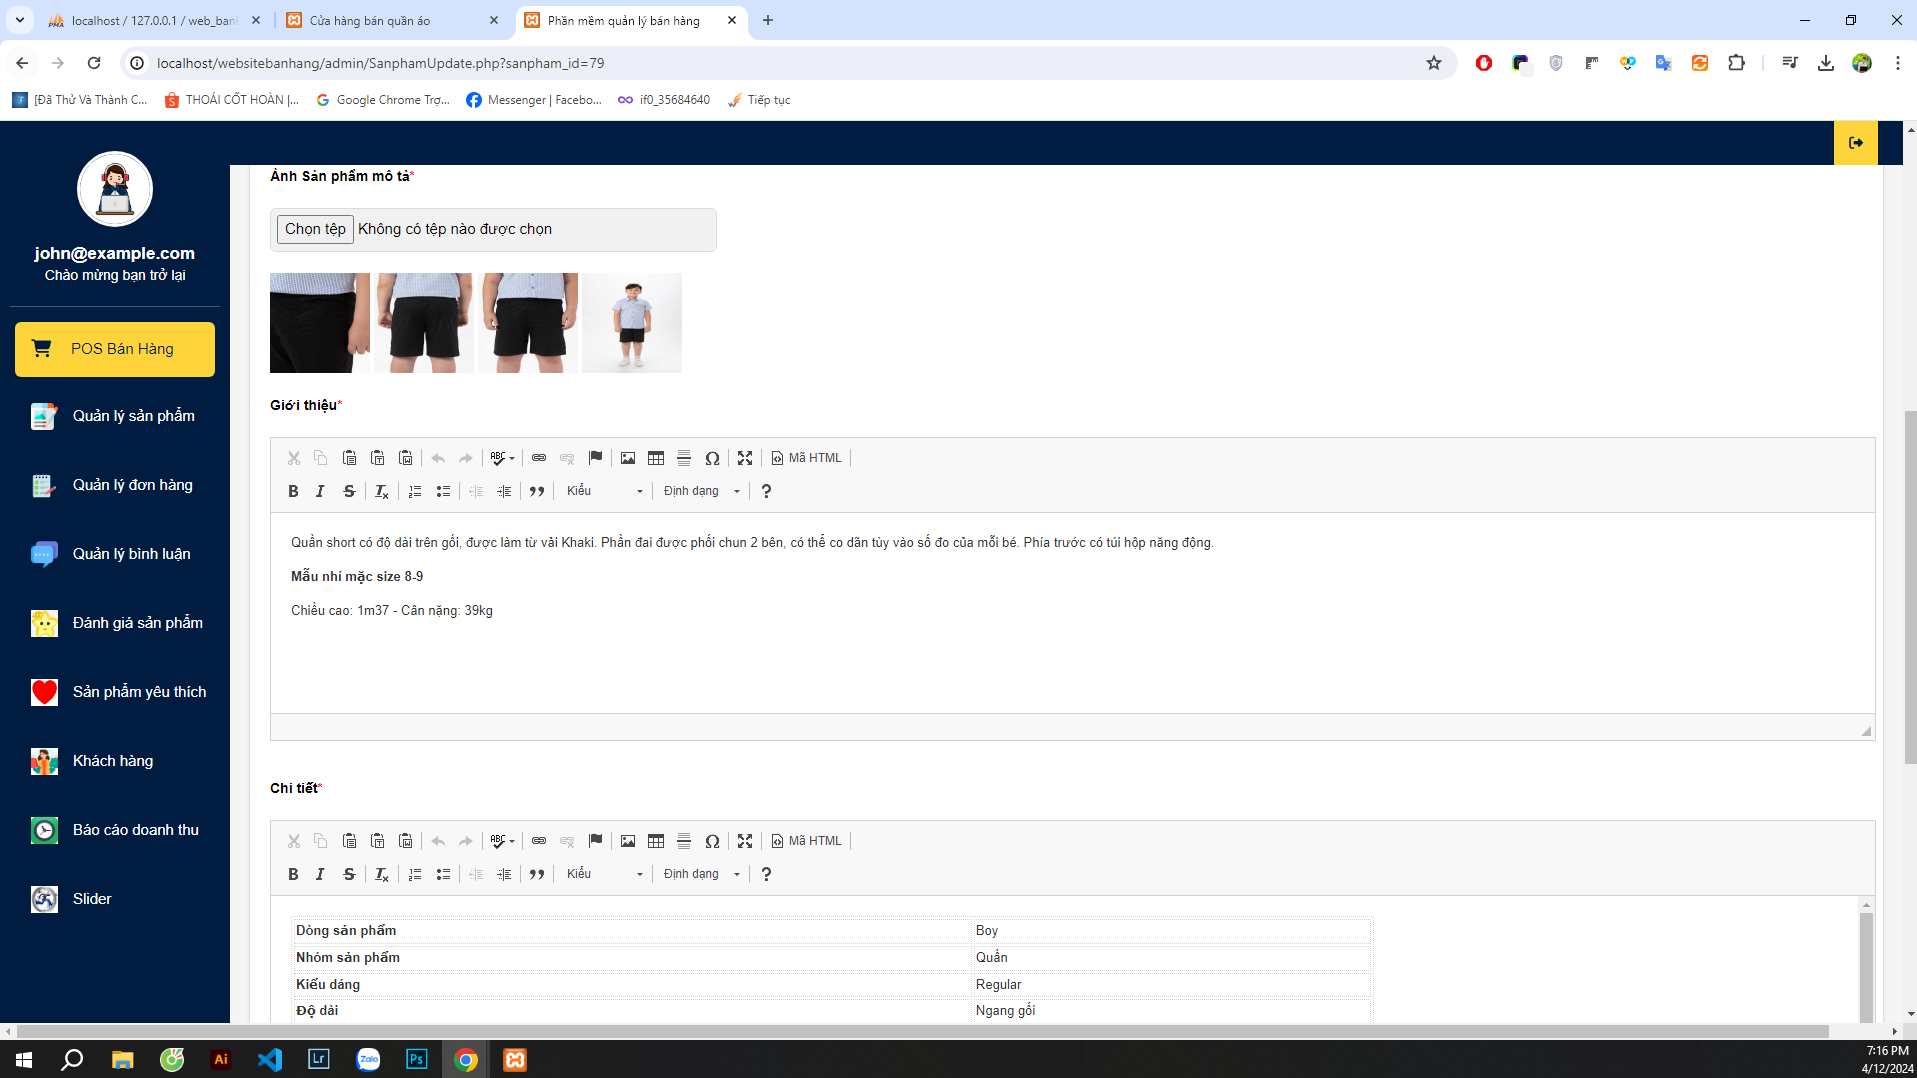 localhost / 127.0.0.1 / web_ban
Cửa hàng bán quần áo
Phần mềm quản lý bán hàng
localhost/websitebanhang/admin/SanphamUpdate.php?sanpham_id=79
[Đã Thử Và Thành C...
THOÁI CỐT HOÀN |...
Google Chrome Trợ...
Messenger | Facebo...
if0_35684640
Tiếp tục
john@example.com
Chào mừng bạn trở lại
POS Bán Hàng
Quản lý sản phẩm
Quản lý đơn hàng
Quản lý bình luận
Đánh giá sản phẩm
Sản phẩm yêu thích
Khách hàng
Báo cáo doanh thu
Slider
Ảnh Sản phẩm mô tả*
Chọn tệp Không có tệp nào được chọn
Giới thiệu*
Mã HTML
Kiểu
Định dạng
Quần short có độ dài trên gối, được làm từ vải Khaki. Phần đai được phối chun 2 bên, có thể co dãn tùy vào số đo của mỗi bé. Phía trước có túi hộp năng động.
Mẫu nhí mặc size 8-9
Chiều cao: 1m37 - Cân nặng: 39kg
Chi tiết*
Mã HTML
Kiểu
Định dạng
Dòng sản phẩm Boy
Nhóm sản phẩm Quần
Kiểu dáng Regular
Độ dài Ngang gối
7:16 PM
4/12/2024